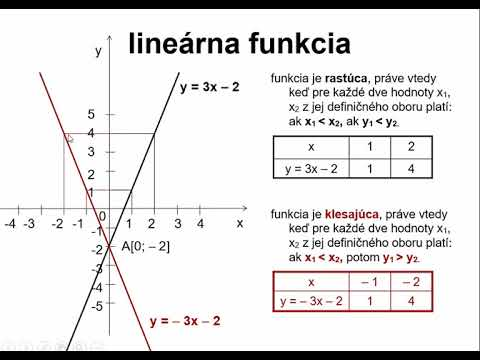 lineárna funkcia
y
y = 3x – 2
5
4
3
2
1
0
-4 -3 -2 -1 1 2 3 4 x
-1
-2
-3
-4
-5
A[0; – 2]
y = – 3x – 2
funkcia je rastúca, práve vtedy
keď pre každé dve hodnoty x₁,
x₂ z jej definičného oboru platí:
ak x₁ < x₂, ak y₁ < y₂.
x 1 2
y = 3x – 2 1 4
funkcia je klesajúca, práve vtedy
keď pre každé dve hodnoty x₁,
x₂ z jej definičného oboru platí:
ak x₁ < x₂, potom y₁ > y₂.
x – 1 – 2
y = – 3x – 2 1 4